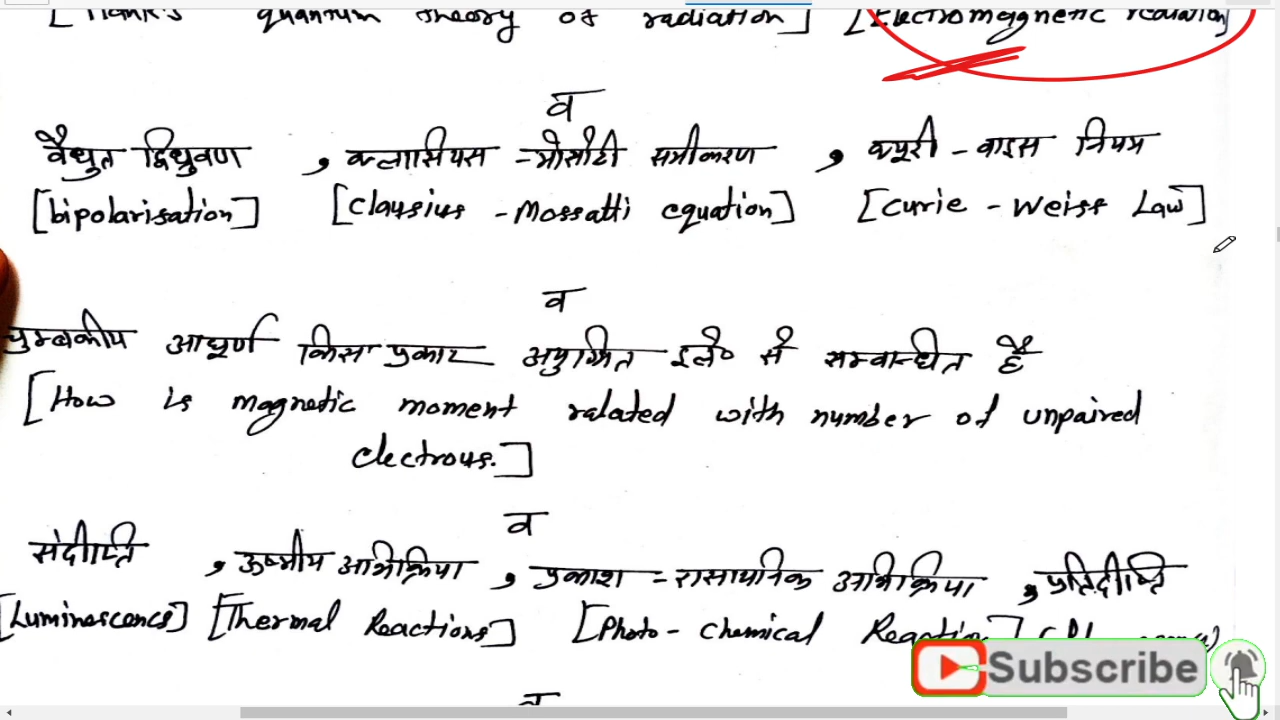 quantum theory of radiation] [Electromagnetic radiation]
व
वैधुत द्विध्रुवण , क्लासियस - मोसोटी समीकरण , क्यूरी - वाइस नियम
[bipolarisation] [clausius - Mossatti equation] [Curie - Weiss Law]
व
चुम्बकीय आघूर्ण किस प्रकार अयुग्मित इले० से सम्बन्धित है
[How is magnetic moment ralated with number of unpaired
electrous.]
व
संदीप्ति , ऊष्मीय अभिक्रिया , प्रकाश - रासायनिक अभिक्रिया , प्रतिदीप्ति
[Luminescence] [Thermal Reactions] [Photo - chemical Reaction]
व
Subscribe